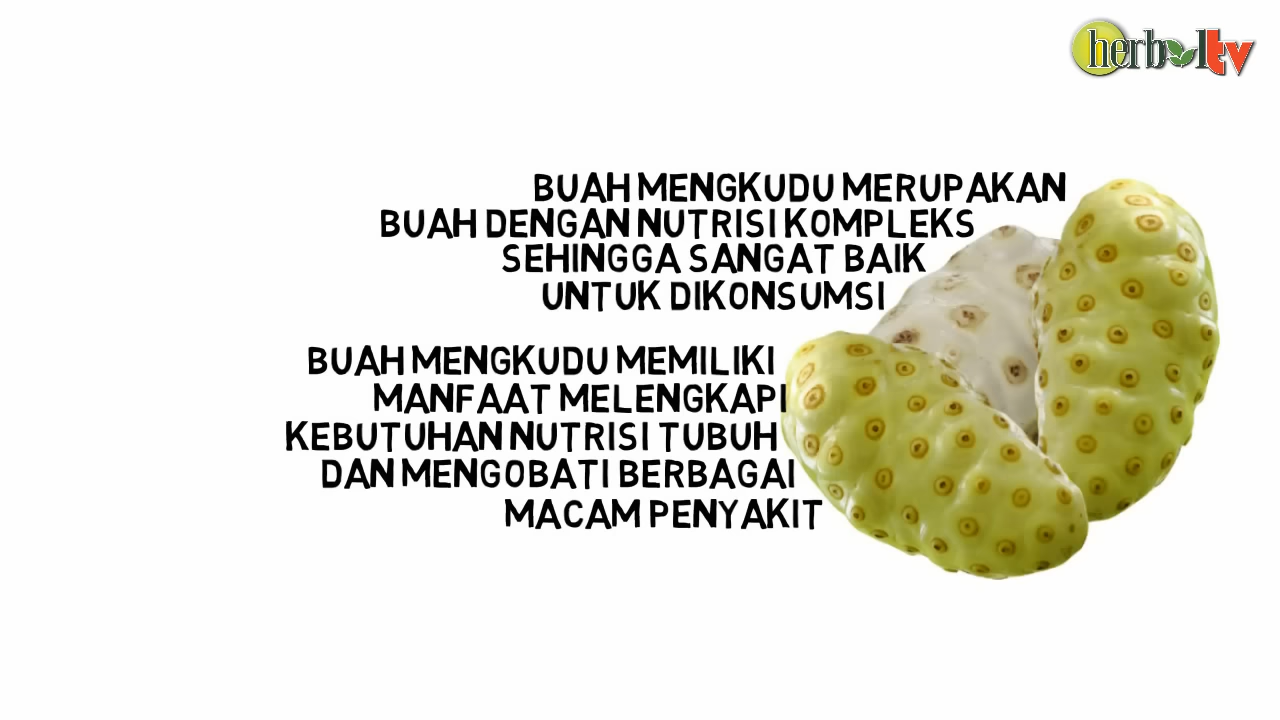 herbaltv
BUAH MENGKUDU MERUPAKAN
BUAH DENGAN NUTRISI KOMPLEKS
SEHINGGA SANGAT BAIK
UNTUK DIKONSUMSI
BUAH MENGKUDU MEMILIKI
MANFAAT MELENGKAPI
KEBUTUHAN NUTRISI TUBUH
DAN MENGOBATI BERBAGAI
MACAM PENYAKIT